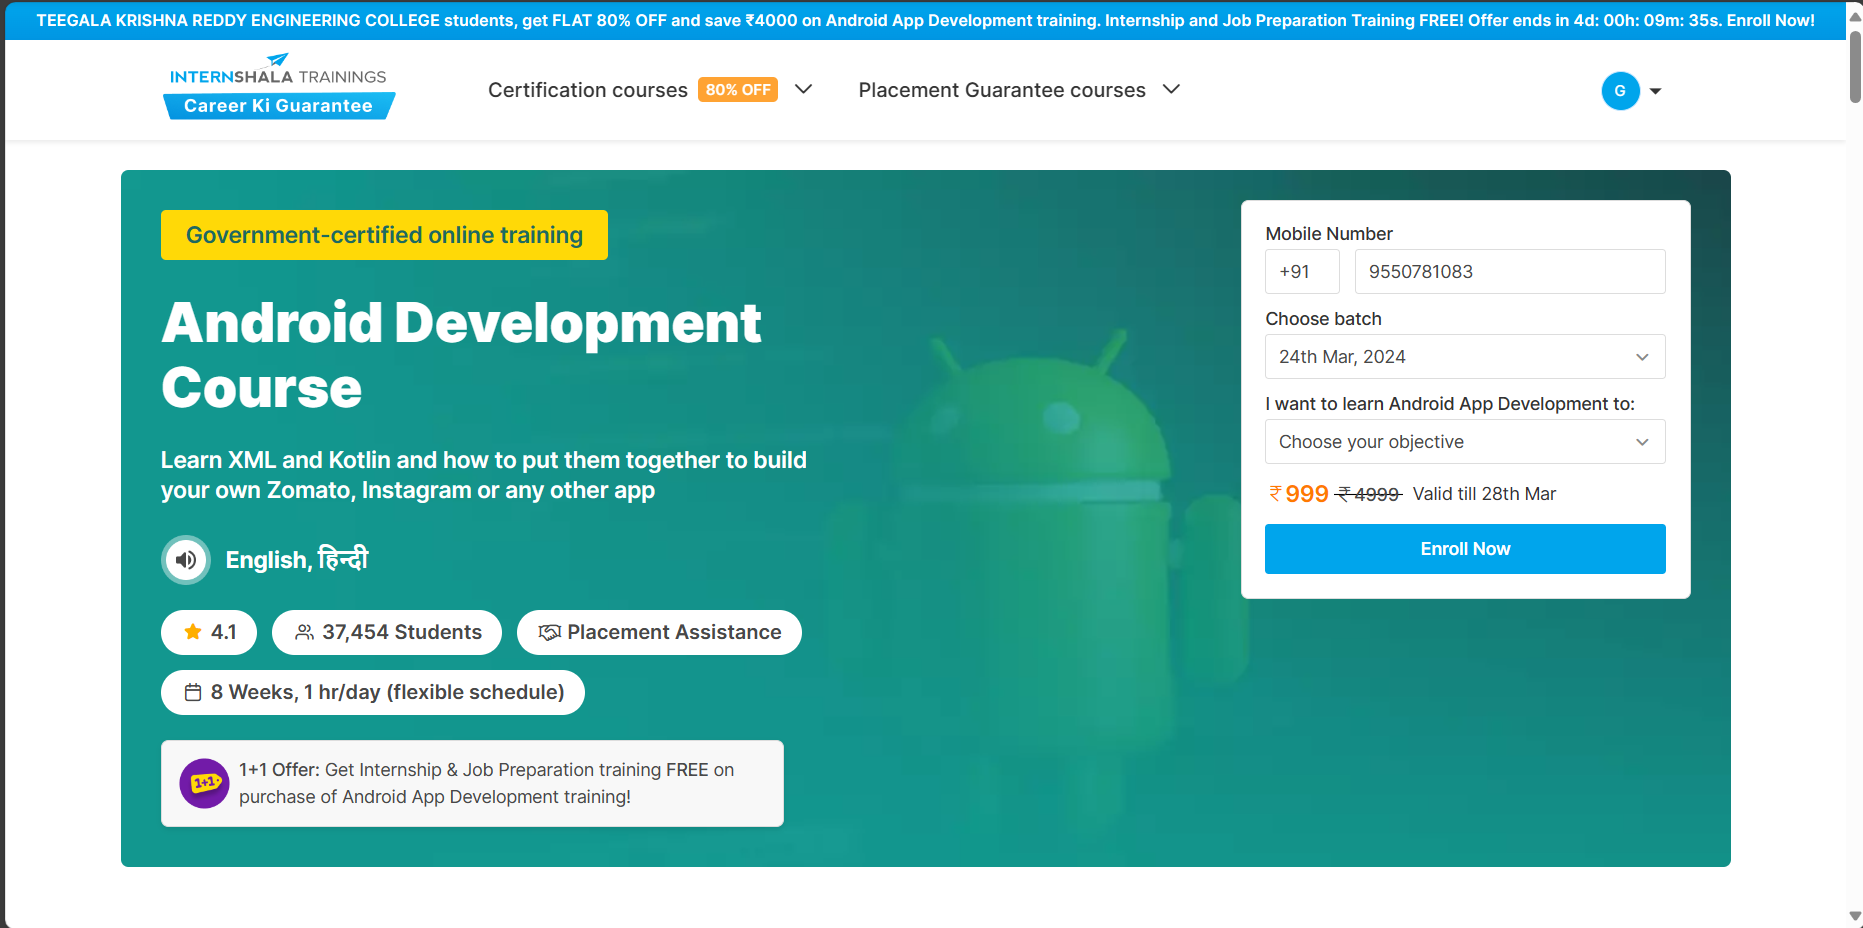 TEEGALA KRISHNA REDDY ENGINEERING COLLEGE students, get FLAT 80% OFF and save ₹4000 on Android App Development training. Internship and Job Preparation Training FREE! Offer ends in 4d: 00h: 09m: 35s. Enroll Now!
INTERNSHALA TRAININGS
Career Ki Guarantee
Certification courses 80% OFF
Placement Guarantee courses
G
Government-certified online training
Android Development
Course
Learn XML and Kotlin and how to put them together to build
your own Zomato, Instagram or any other app
English, हिन्दी
4.1
37,454 Students
Placement Assistance
8 Weeks, 1 hr/day (flexible schedule)
1+1
1+1 Offer: Get Internship & Job Preparation training FREE on
purchase of Android App Development training!
Mobile Number
+91 9550781083
Choose batch
24th Mar, 2024
I want to learn Android App Development to:
Choose your objective
₹ 999 ₹ 4999 Valid till 28th Mar
Enroll Now